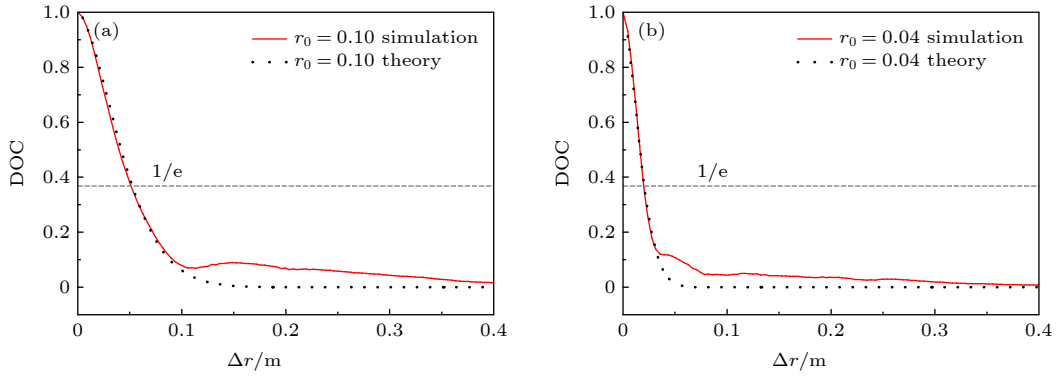 1.0
(a)
r₀ = 0.10 simulation
r₀ = 0.10 theory
0.8
0.6
DOC
0.4
1/e
0.2
0
0 0.1 0.2 0.3 0.4
Δr/m
1.0
(b)
r₀ = 0.04 simulation
r₀ = 0.04 theory
0.8
0.6
DOC
0.4
1/e
0.2
0
0 0.1 0.2 0.3 0.4
Δr/m